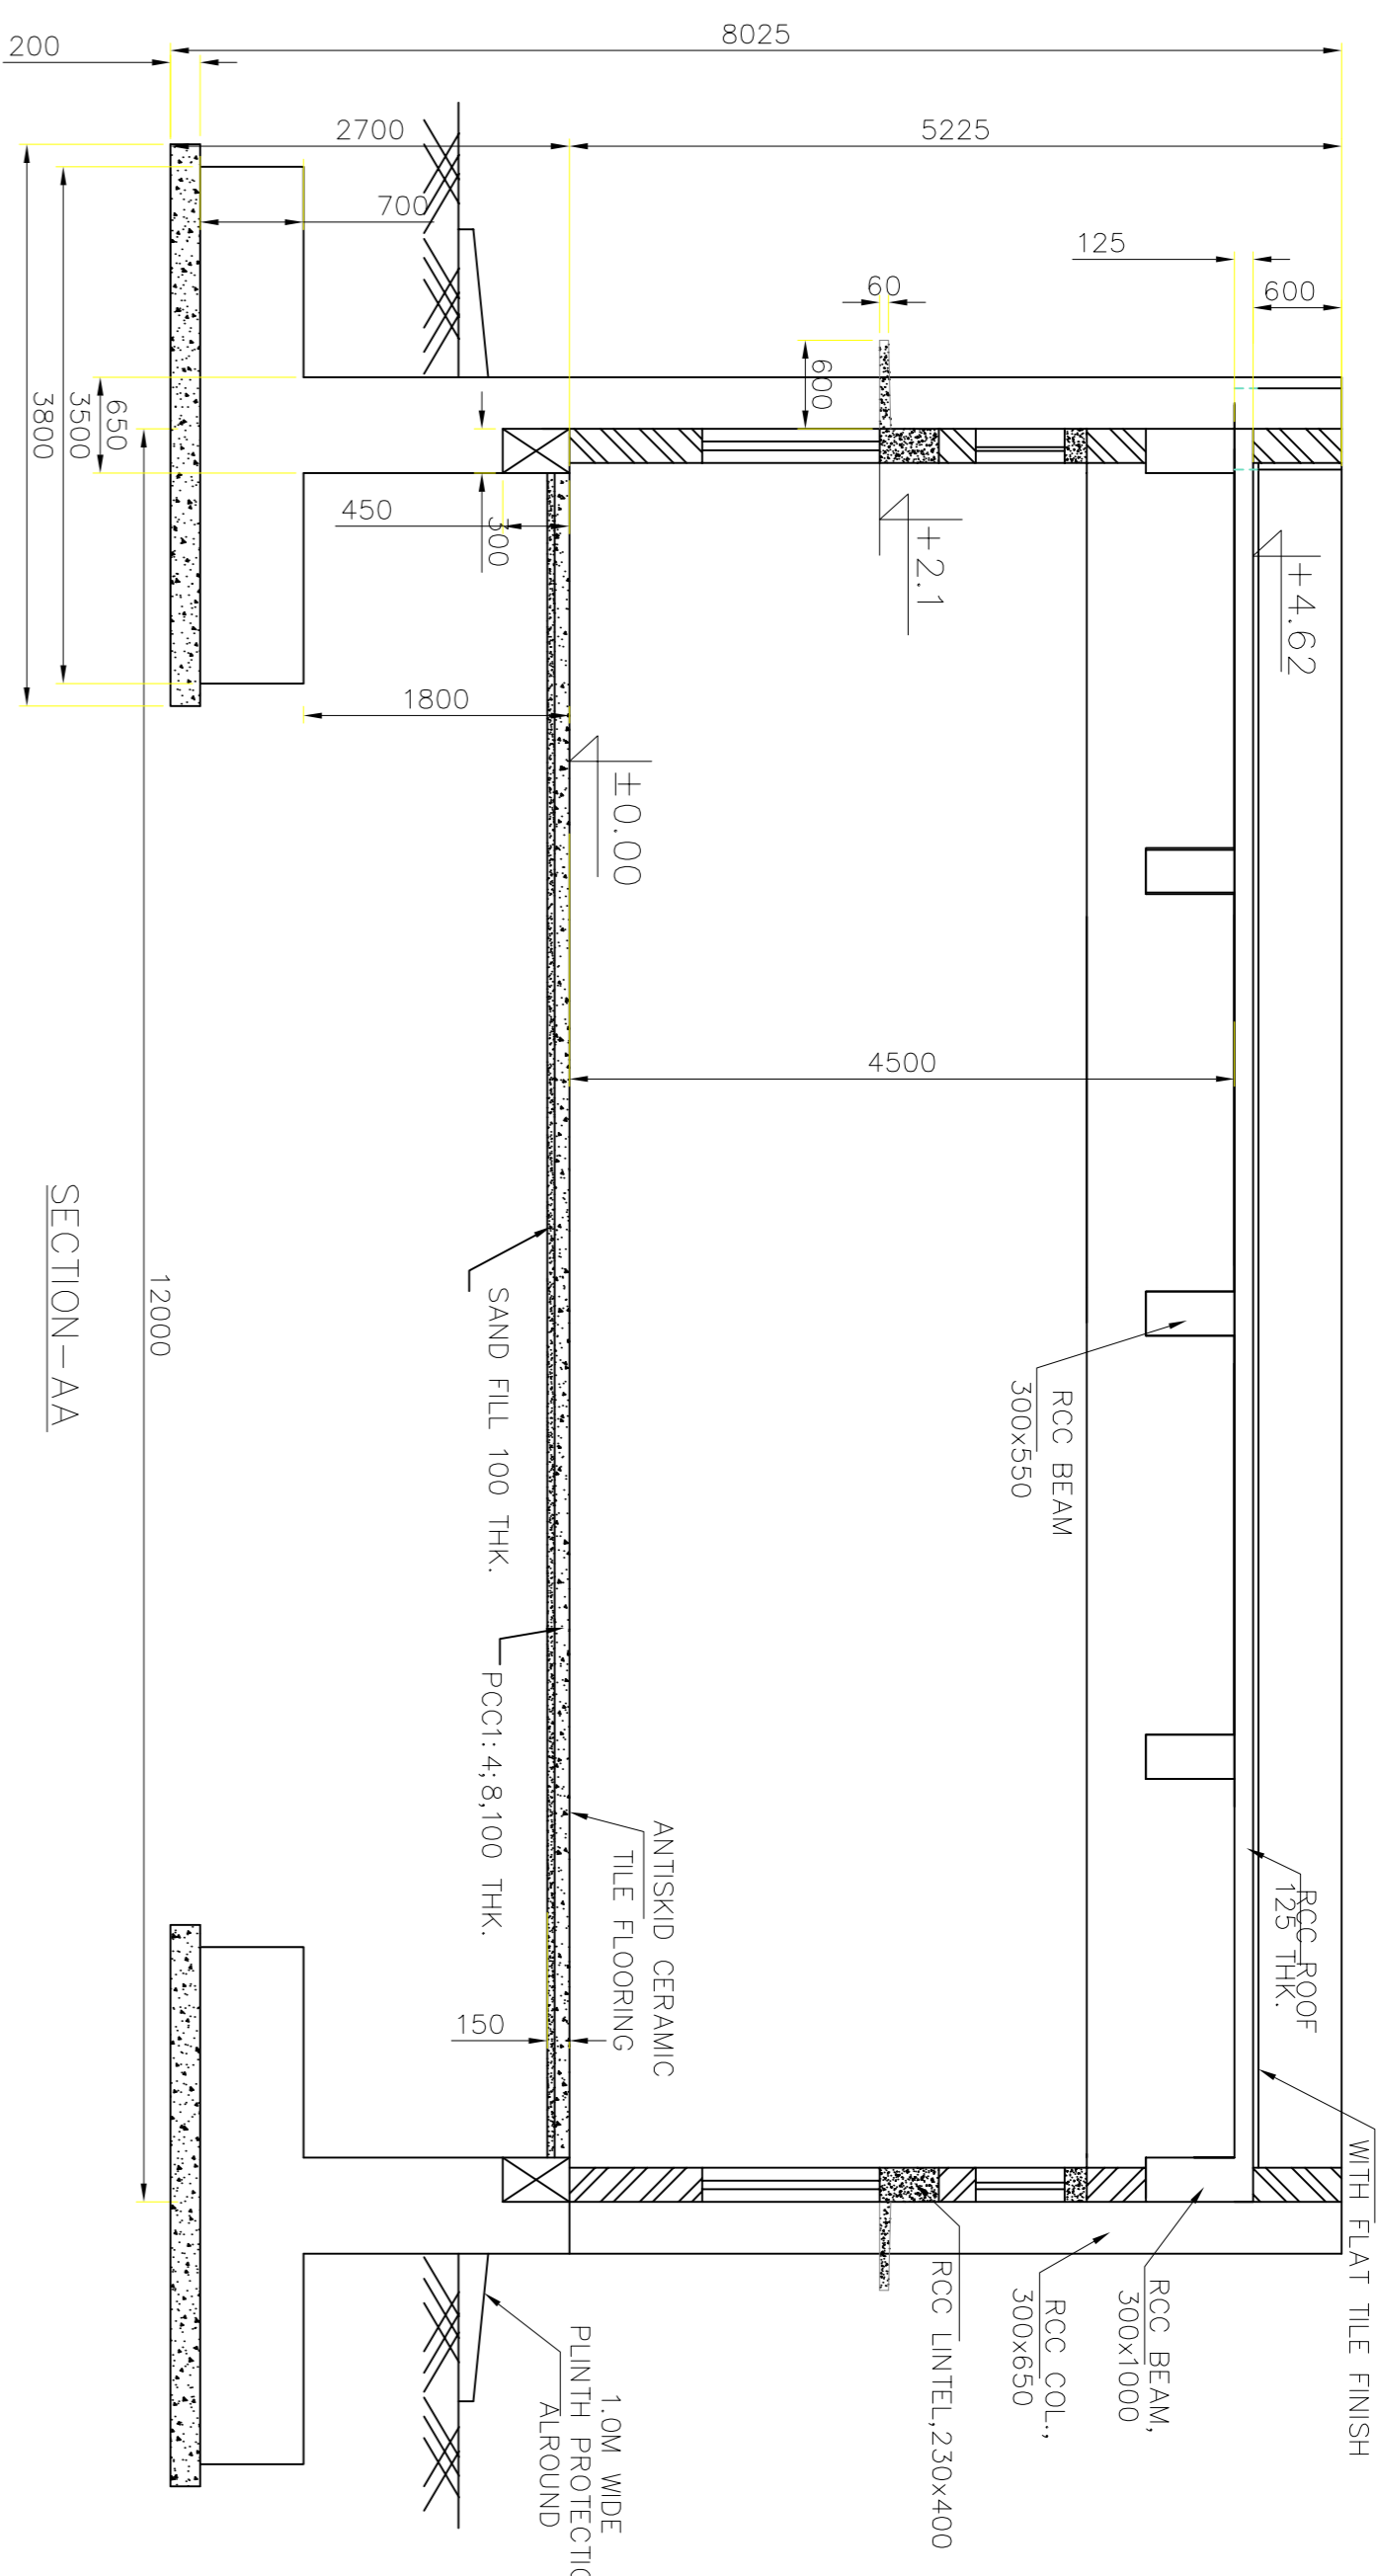 8025
200
2700
5225
700
125
600
60
600
650
3500
3800
450
300
+2.1
+4.62
1800
±0.00
4500
12000
SECTION-AA
SAND FILL 100 THK.
RCC BEAM
300x550
PCC1:4;8,100 THK.
ANTISKID CERAMIC
TILE FLOORING
150
RCC ROOF
125 THK.
WITH FLAT TILE FINISH
RCC BEAM,
300x1000
RCC COL.,
300x650
RCC LINTEL,230x400
1.0M WIDE
PLINTH PROTECTIO
ALROUND